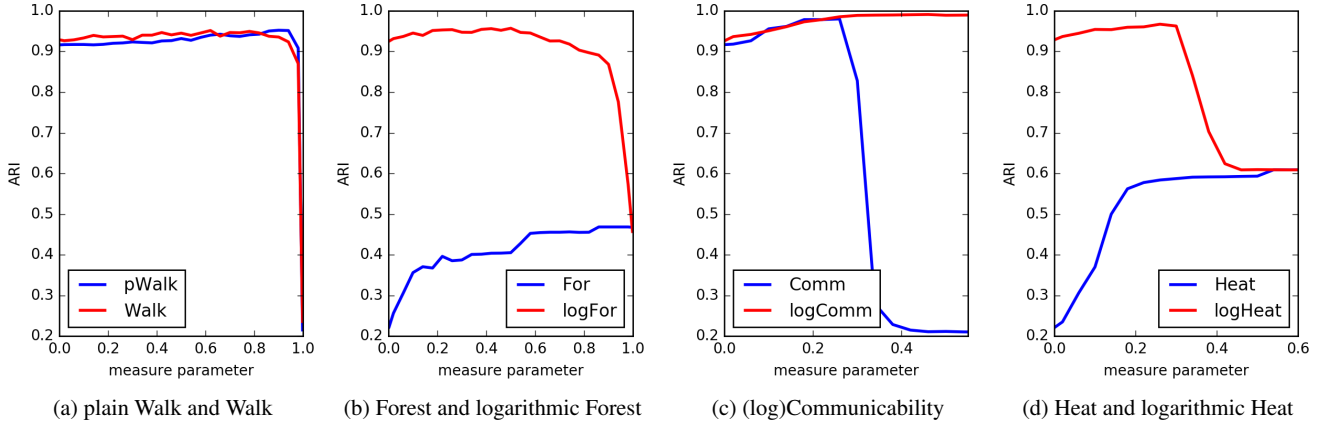 1.0
0.9
0.8
0.7
0.6
0.5
0.4
0.3
0.2
ARI
pWalk
Walk
0.0 0.2 0.4 0.6 0.8 1.0
measure parameter
(a) plain Walk and Walk
1.0
0.9
0.8
0.7
0.6
0.5
0.4
0.3
0.2
ARI
For
logFor
0.0 0.2 0.4 0.6 0.8 1.0
measure parameter
(b) Forest and logarithmic Forest
1.0
0.9
0.8
0.7
0.6
0.5
0.4
0.3
0.2
ARI
Comm
logComm
0.0 0.2 0.4
measure parameter
(c) (log)Communicability
1.0
0.9
0.8
0.7
0.6
0.5
0.4
0.3
0.2
ARI
Heat
logHeat
0.0 0.2 0.4 0.6
measure parameter
(d) Heat and logarithmic Heat